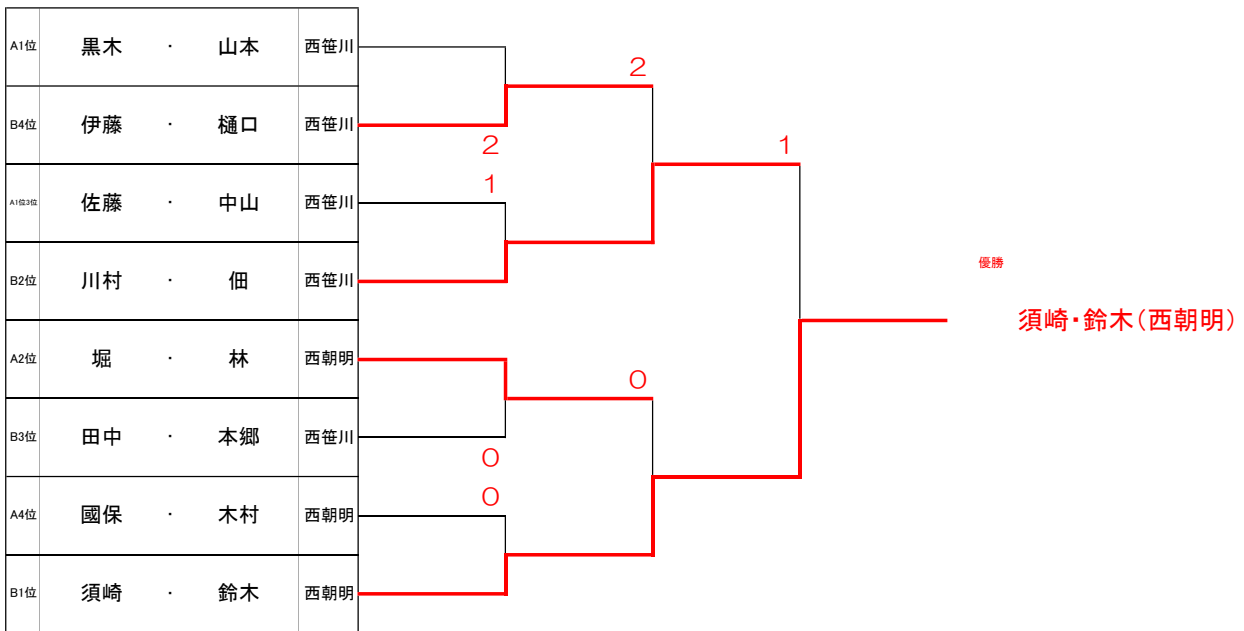 A1位 黒木 ・ 山本 西笹川
2
B4位 伊藤 ・ 樋口 西笹川
2
1
1
A1位3位 佐藤 ・ 中山 西笹川
B2位 川村 ・ 佃 西笹川
優勝
須崎・鈴木(西朝明)
A2位 堀 ・ 林 西朝明
0
B3位 田中 ・ 本郷 西笹川
0
0
A4位 國保 ・ 木村 西朝明
B1位 須崎 ・ 鈴木 西朝明